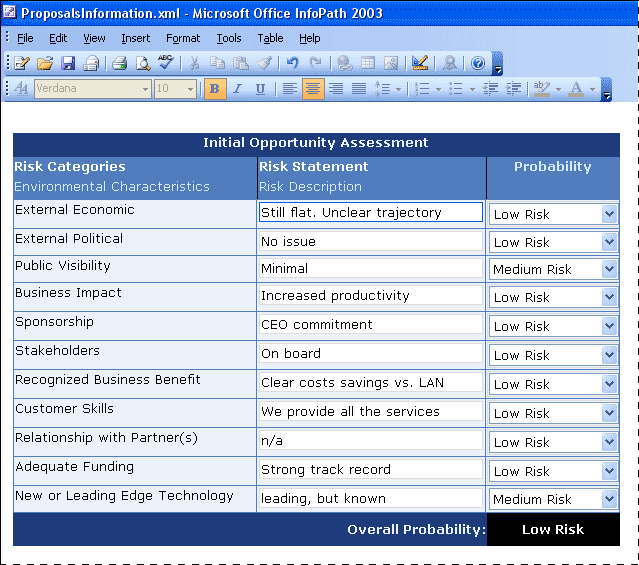 ProposalsInformation.xml - Microsoft Office InfoPath 2003
File Edit View Insert Format Table Tools Help
ABC
Verdana 10 B I U ab A
Initial Opportunity Assessment
Risk Categories Risk Statement Probability
Environmental Characteristics Risk Description
External Economic Still flat. Unclear trajectory Low Risk
External Political No issue Low Risk
Public Visibility Minimal Medium Risk
Business Impact Increased productivity Low Risk
Sponsorship CEO commitment Low Risk
Stakeholders On board Low Risk
Recognized Business Benefit Clear costs savings vs. LAN Low Risk
Customer Skills We provide all the services Low Risk
Relationship with Partner(s) n/a Low Risk
Adequate Funding Strong track record Low Risk
New or Leading Edge Technology leading, but known Medium Risk
Overall Probability: Low Risk